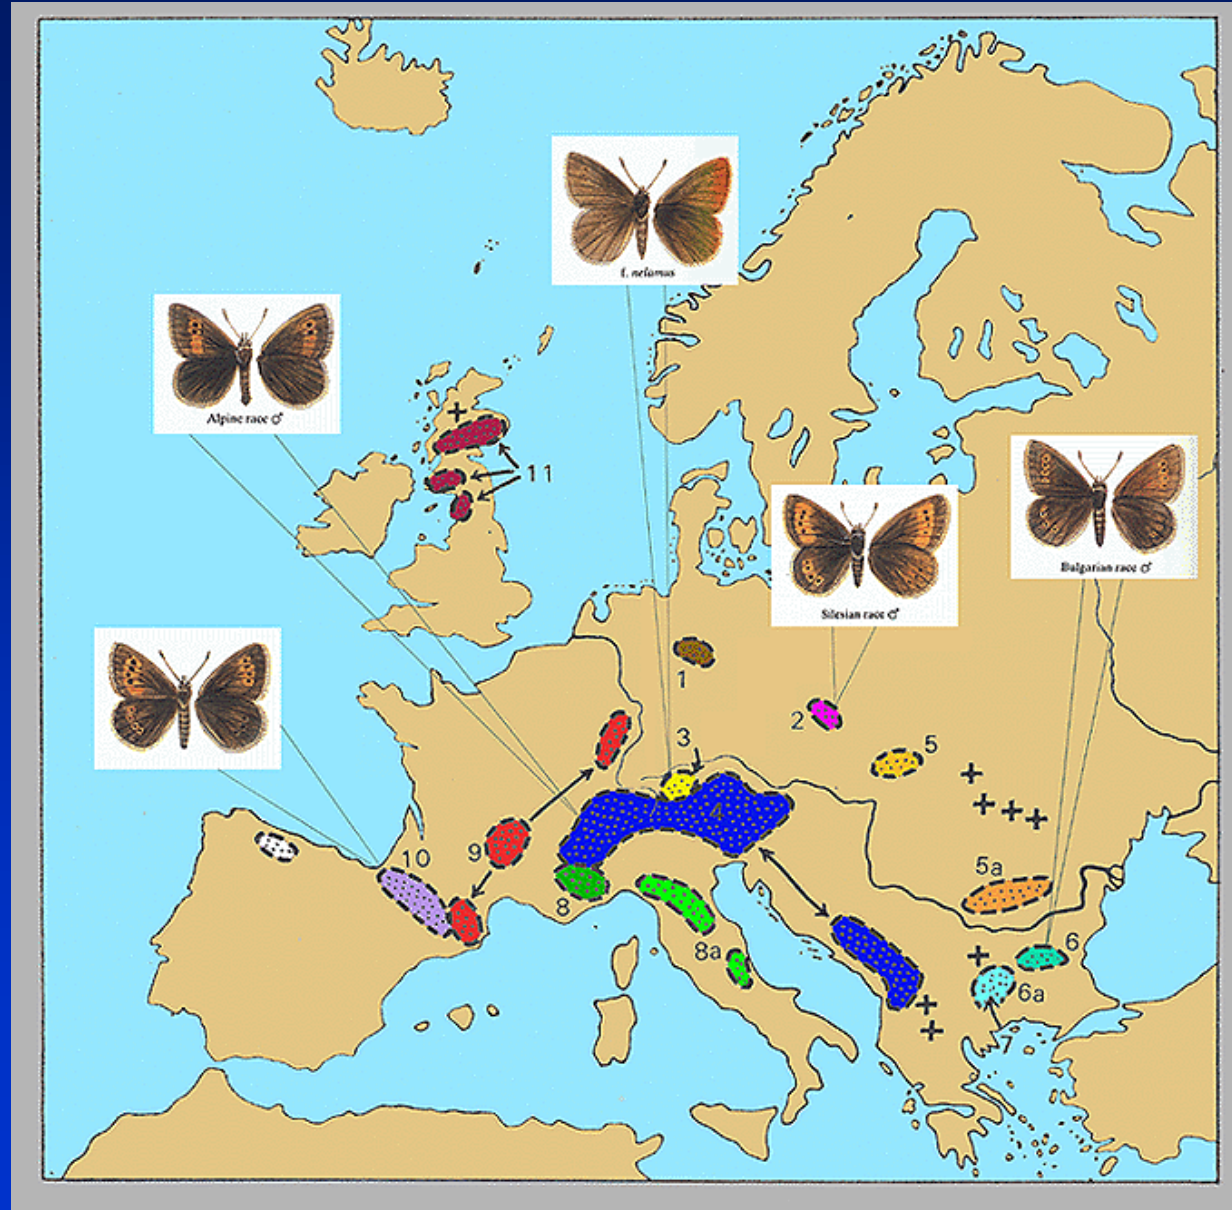 f. nelamus
Alpine race ♂
11
Bulgarian race ♂
Silesian race ♂
1
2
3
5
4
10
9
5a
8
8a
6
6a
7